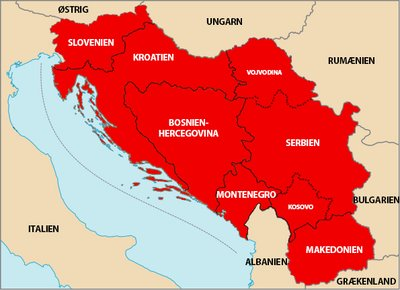 ØSTRIG
UNGARN
SLOVENIEN
KROATIEN
RUMÆNIEN
VOJVODINA
BOSNIEN-
HERCEGOVINA
SERBIEN
MONTENEGRO
KOSOVO
BULGARIEN
ITALIEN
MAKEDONIEN
ALBANIEN
GRÆKENLAND